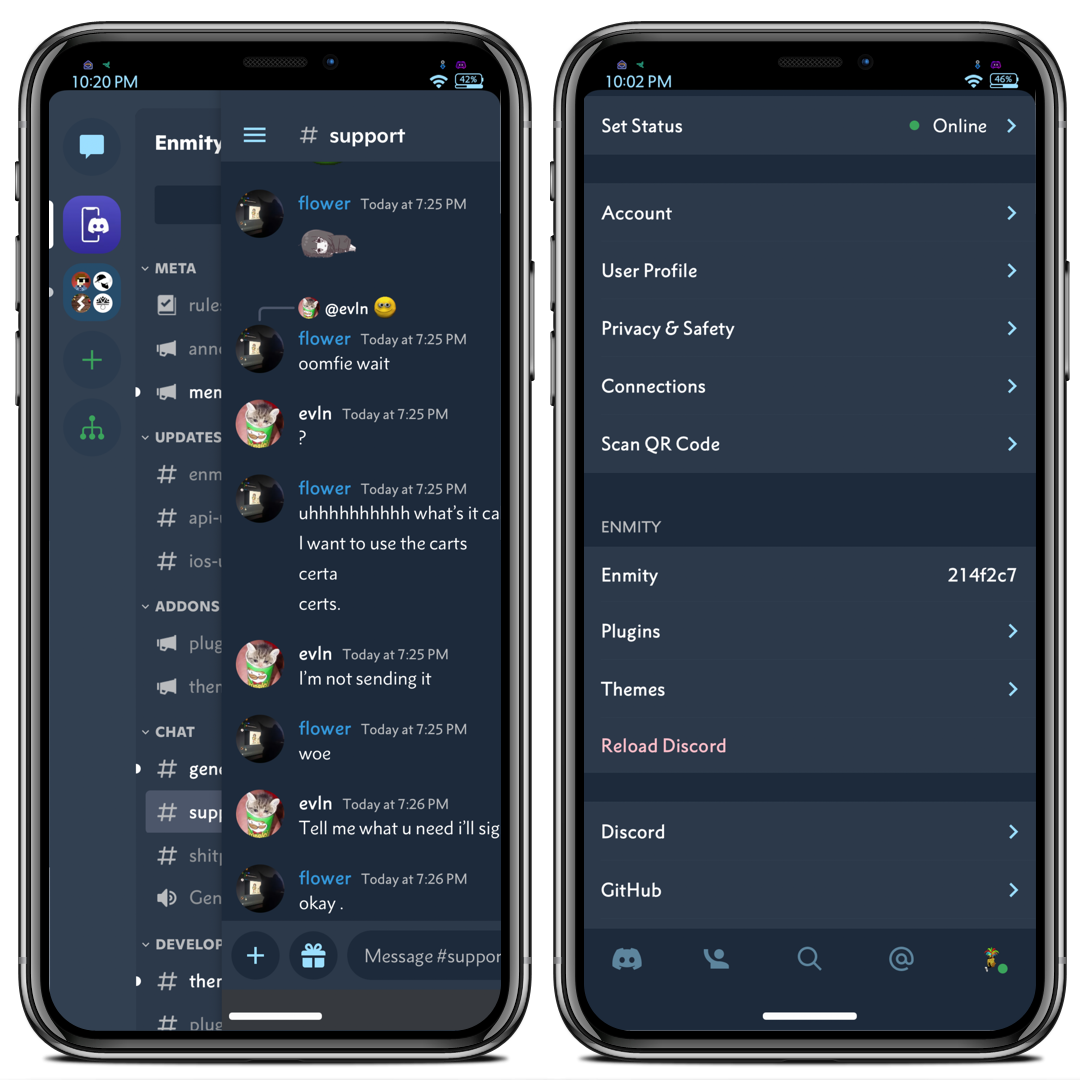 10:20 PM
42%
Enmity
# support
flower Today at 7:25 PM
@evln
flower Today at 7:25 PM
oomfie wait
evln Today at 7:25 PM
?
flower Today at 7:25 PM
uhhhhhhhhhh what's it ca
I want to use the carts
certa
certs.
evln Today at 7:25 PM
I'm not sending it
flower Today at 7:25 PM
woe
evln Today at 7:26 PM
Tell me what u need i'll sig
flower Today at 7:26 PM
okay .
Message #suppor
META
rules
anno
men
UPDATES
# enm
# api-
# ios-u
ADDONS
plug
ther
CHAT
# gene
# supp
# shitp
Gen
DEVELOP
# ther
# plug
10:02 PM
46%
Set Status Online
Account
User Profile
Privacy & Safety
Connections
Scan QR Code
ENMITY
Enmity 214f2c7
Plugins
Themes
Reload Discord
Discord
GitHub